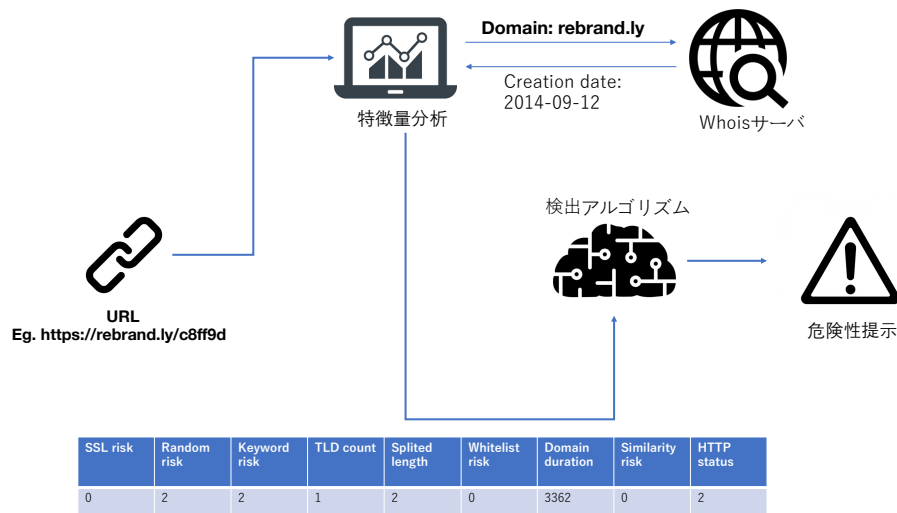 Domain: rebrand.ly
Creation date:
2014-09-12
特徴量分析
Whoisサーバ
検出アルゴリズム
URL
Eg. https://rebrand.ly/c8ff9d
危険性提示
SSL risk Random risk Keyword risk TLD count Splited length Whitelist risk Domain duration Similarity risk HTTP status
0 2 2 1 2 0 3362 0 2